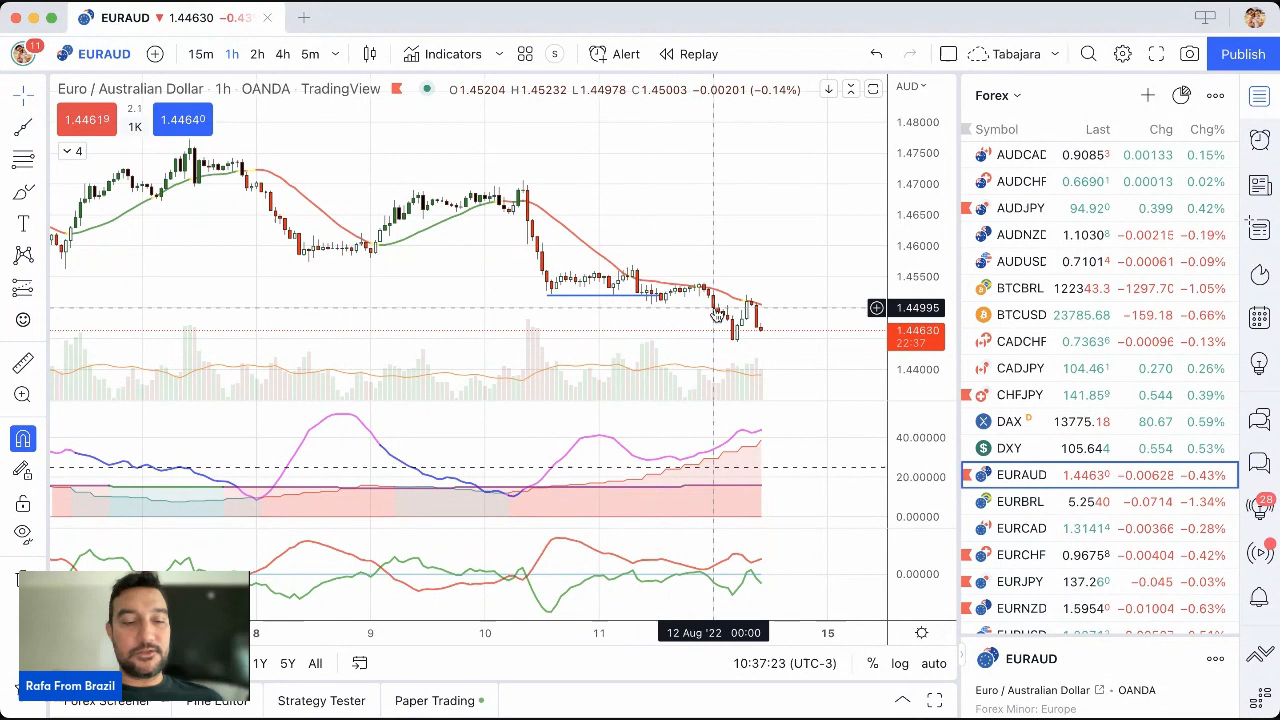 EURAUD ▼ 1.44630 −0.43
11
EURAUD 15m 1h 2h 4h 5m Indicators S Alert Replay Tabajara Publish
Euro / Australian Dollar · 1h · OANDA · TradingView O1.45204 H1.45232 L1.44978 C1.45003 −0.00201 (−0.14%) AUD
1.44619 2.1 1.44640
1K
4
1.48000
1.47500
1.47000
1.46500
1.46000
1.45500
1.44995
1.44630
22:37
1.44000
40.00000
20.00000
0.00000
0.00000
8 9 10 11 12 Aug '22 00:00 15
1Y 5Y All 10:37:23 (UTC-3) % log auto
Pine Editor Strategy Tester Paper Trading
Rafa From Brazil
Forex
Symbol Last Chg Chg%
AUDCAD 0.90853 0.00133 0.15%
AUDCHF 0.66901 0.00013 0.02%
AUDJPY 94.920 0.399 0.42%
AUDNZD 1.10308 −0.00215 −0.19%
AUDUSD 0.71014 −0.00061 −0.09%
BTCBRL 122343.3 −1297.70 −1.05%
BTCUSD 23785.68 −159.18 −0.66%
CADCHF 0.73636 −0.00096 −0.13%
CADJPY 104.461 0.270 0.26%
CHFJPY 141.859 0.544 0.39%
DAX D 13775.18 80.67 0.59%
DXY 105.644 0.554 0.53%
EURAUD 1.44630 −0.00628 −0.43%
EURBRL 5.2540 −0.0714 −1.34%
EURCAD 1.31414 −0.00366 −0.28%
EURCHF 0.96758 −0.00404 −0.42%
EURJPY 137.260 −0.045 −0.03%
EURNZD 1.59540 −0.01004 −0.63%
28
EURAUD
Euro / Australian Dollar · OANDA
Forex Minor: Europe